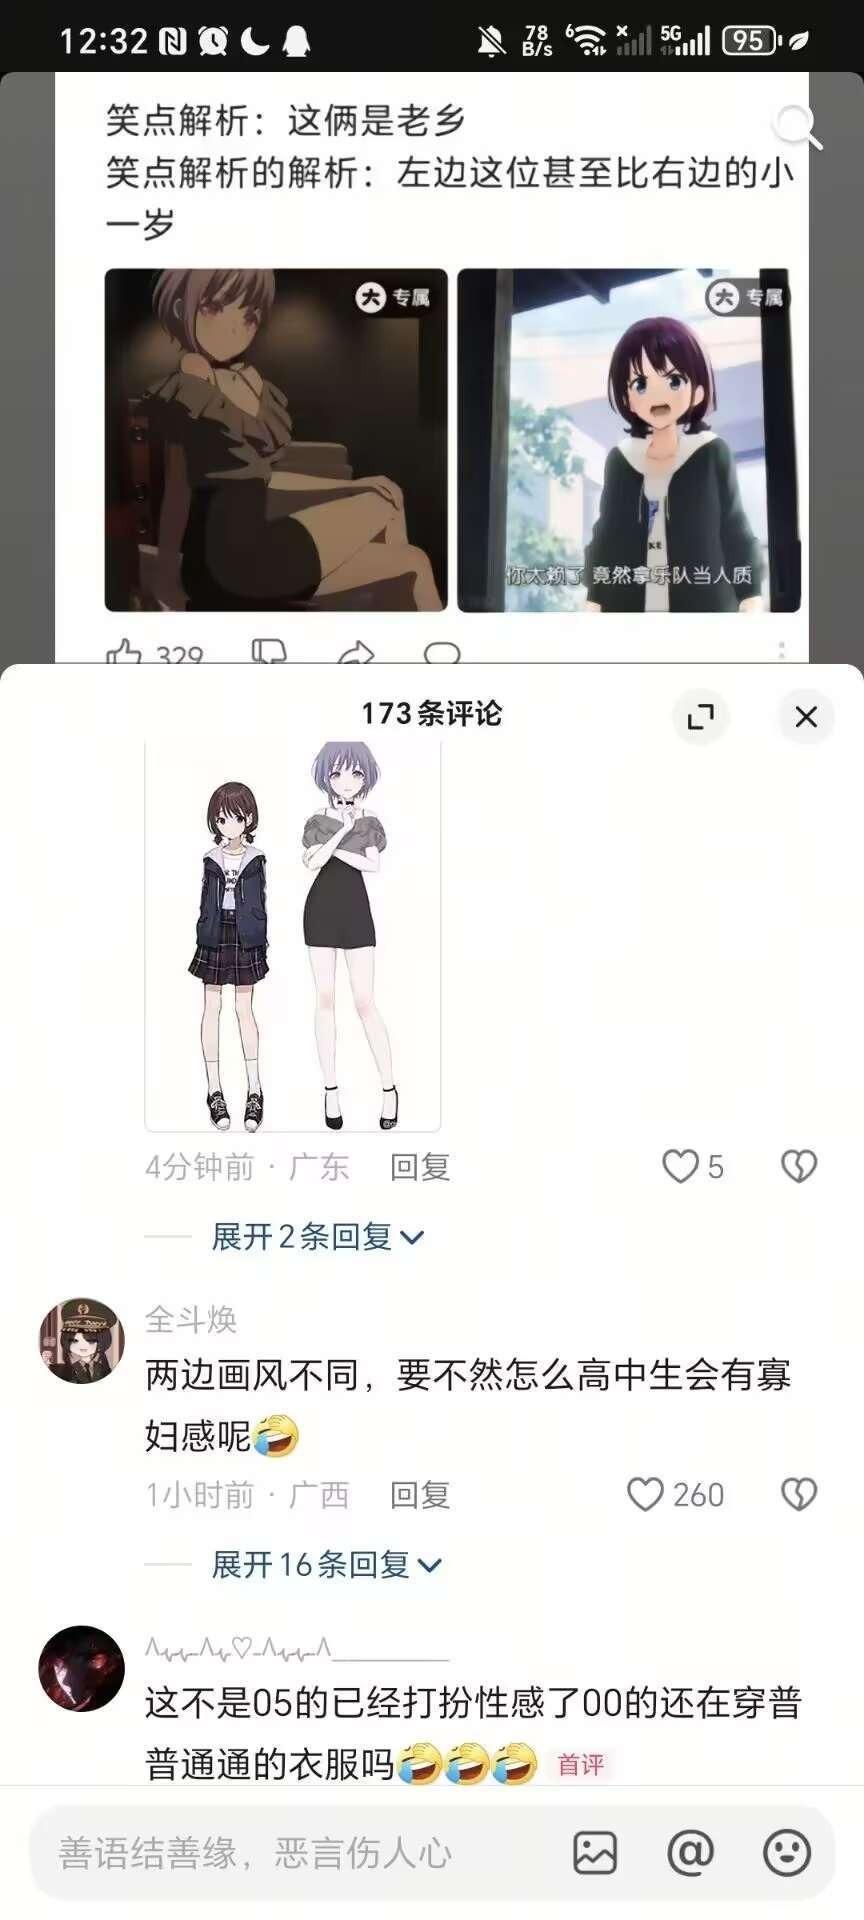 12:32
78 B/s
6
5G
95
笑点解析：这俩是老乡
笑点解析的解析：左边这位甚至比右边的小
一岁
大 专属
大 专属
你太赖了 竟然拿乐队当人质
329
173条评论
4分钟前 · 广东 回复
5
展开2条回复
全斗焕
两边画风不同，要不然怎么高中生会有寡
妇感呢
1小时前 · 广西 回复
260
展开16条回复
这不是05的已经打扮性感了00的还在穿普
普通通的衣服吗
首评
善语结善缘，恶言伤人心
@